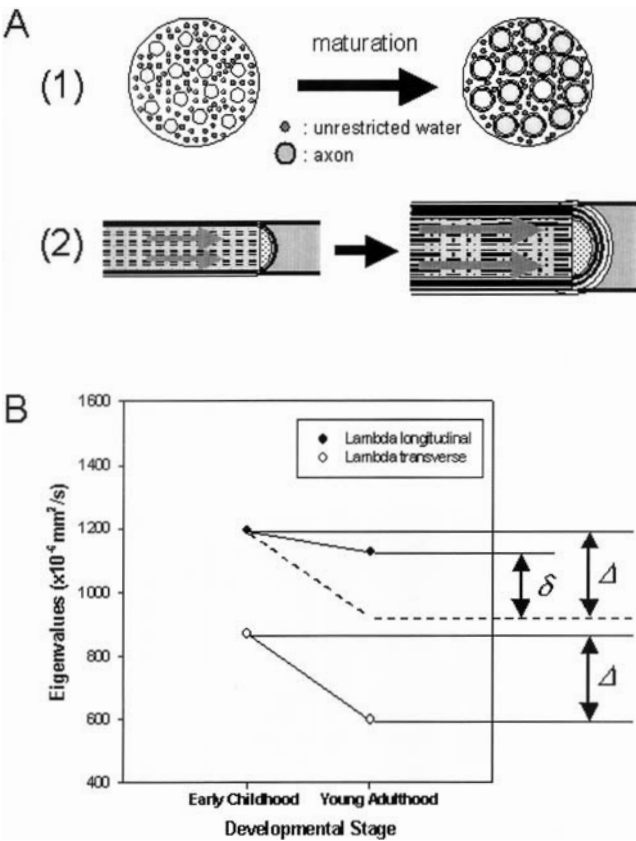 A
(1)
maturation
: unrestricted water
: axon
(2)
B
Eigenvalues (x10⁻⁶ mm²/s)
1600
1400
1200
1000
800
600
400
Lambda longitudinal
Lambda transverse
δ
Δ
Δ
Early Childhood
Young Adulthood
Developmental Stage